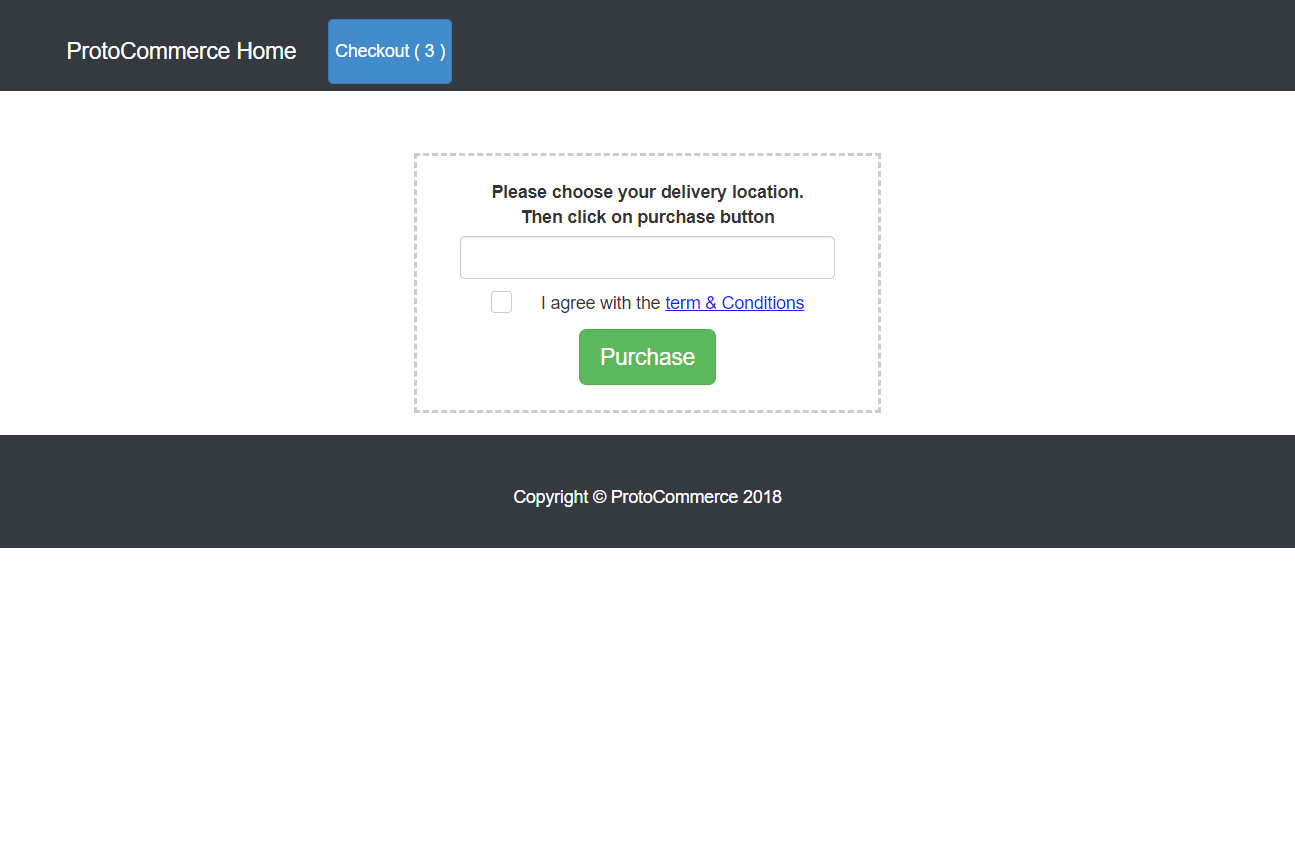 ProtoCommerce Home
Checkout ( 3 )
Please choose your delivery location.
Then click on purchase button
I agree with the term & Conditions
Purchase
Copyright © ProtoCommerce 2018